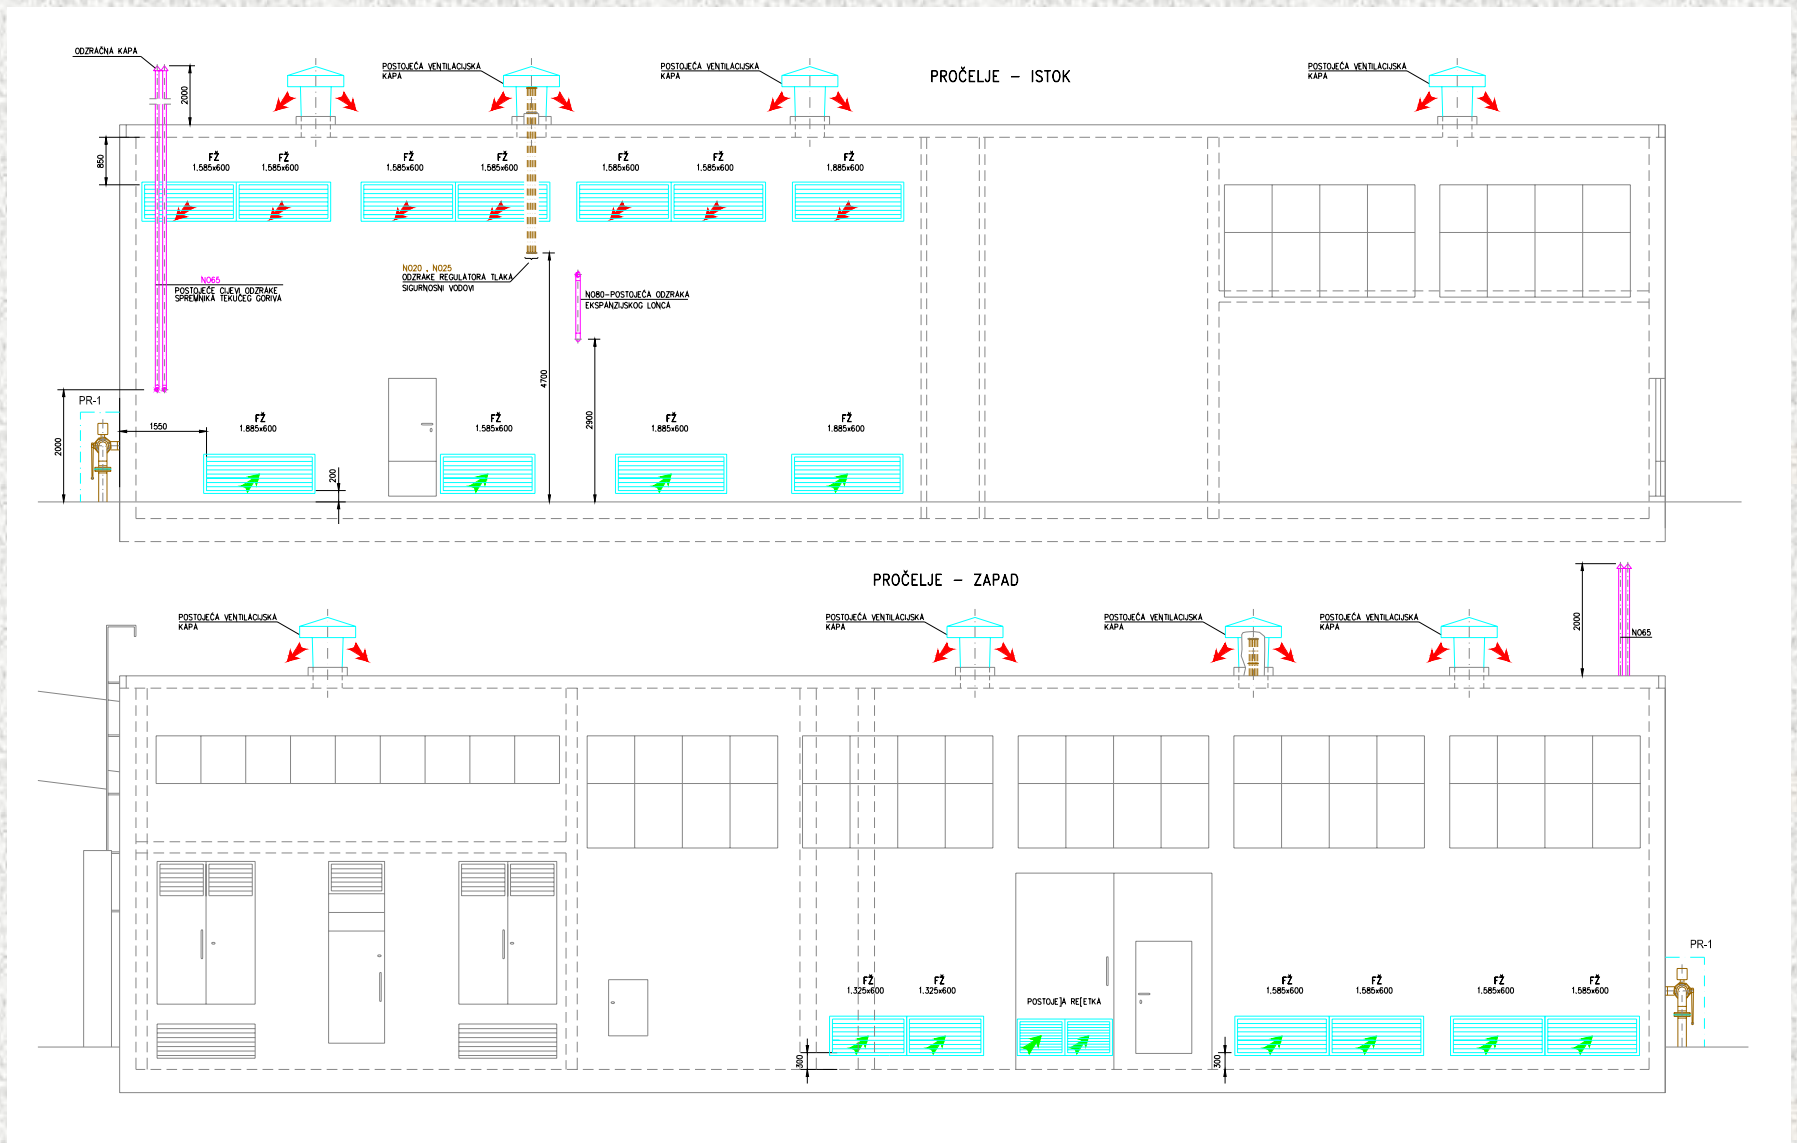 ODZRAČNA KAPA
2000
POSTOJEĆA VENTILACIJSKA
KAPA
POSTOJEĆA VENTILACIJSKA
KAPA
PROČELJE – ISTOK
POSTOJEĆA VENTILACIJSKA
KAPA
850
FŽ
1.585x600
FŽ
1.585x600
FŽ
1.585x600
FŽ
1.585x600
FŽ
1.585x600
FŽ
1.585x600
FŽ
1.885x600
NO65
POSTOJEĆE CIJEVI ODZRAKE
SPREMNIKA TEKUĆEG GORIVA
NO20 , NO25
ODZRAKE REGULATORA TLAKA
SIGURNOSNI VODOVI
NO80–POSTOJEĆA ODZRAKA
EKSPANZIJSKOG LONCA
4700
2900
PR-1
2000
1550
FŽ
1.885x600
200
FŽ
1.585x600
FŽ
1.885x600
FŽ
1.885x600
PROČELJE – ZAPAD
POSTOJEĆA VENTILACIJSKA
KAPA
POSTOJEĆA VENTILACIJSKA
KAPA
POSTOJEĆA VENTILACIJSKA
KAPA
POSTOJEĆA VENTILACIJSKA
KAPA
2000
NO65
PR-1
FŽ
1.325x600
FŽ
1.325x600
POSTOJE]A RE[ETKA
FŽ
1.585x600
FŽ
1.585x600
FŽ
1.585x600
FŽ
1.585x600
300
300